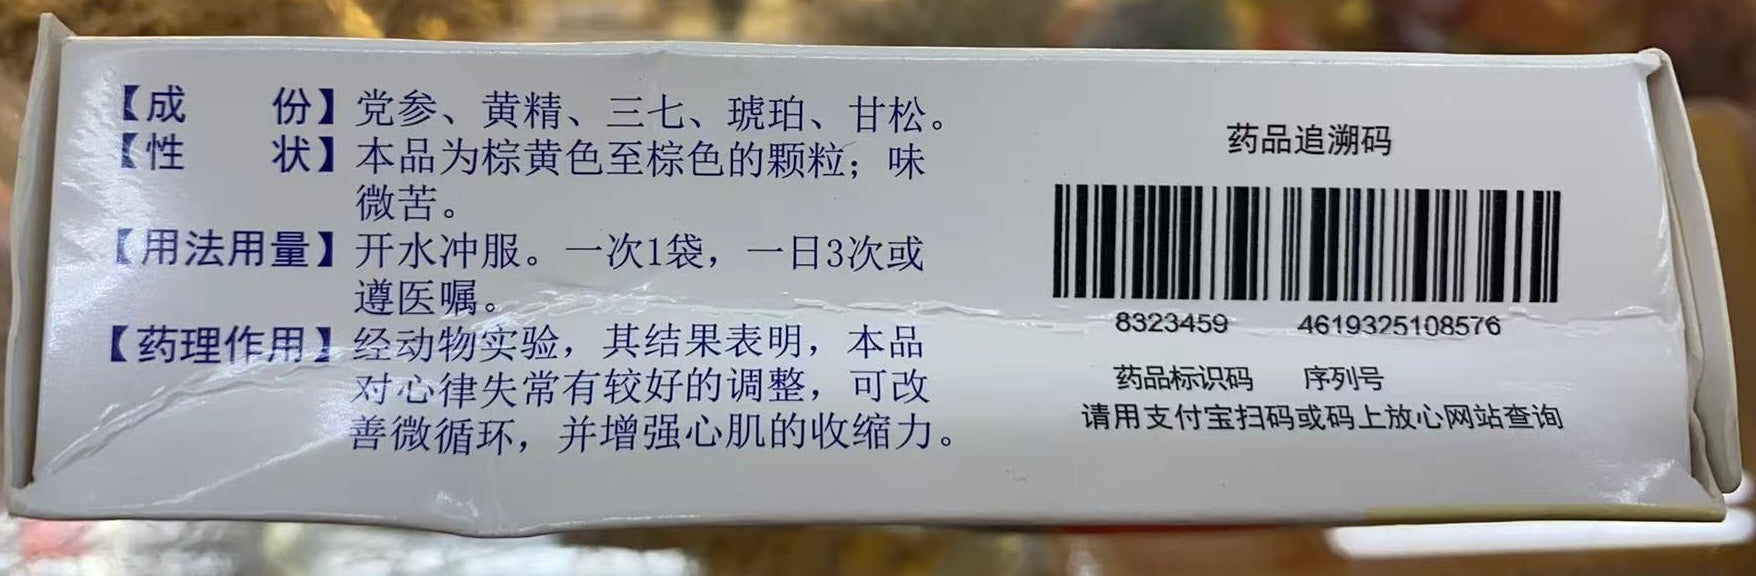 【成　　份】党参、黄精、三七、琥珀、甘松。
【性　　状】本品为棕黄色至棕色的颗粒；味
微苦。
【用法用量】开水冲服。一次1袋，一日3次或
遵医嘱。
【药理作用】经动物实验，其结果表明，本品
对心律失常有较好的调整，可改
善微循环，并增强心肌的收缩力。
药品追溯码
8323459 4619325108576
药品标识码 序列号
请用支付宝扫码或码上放心网站查询